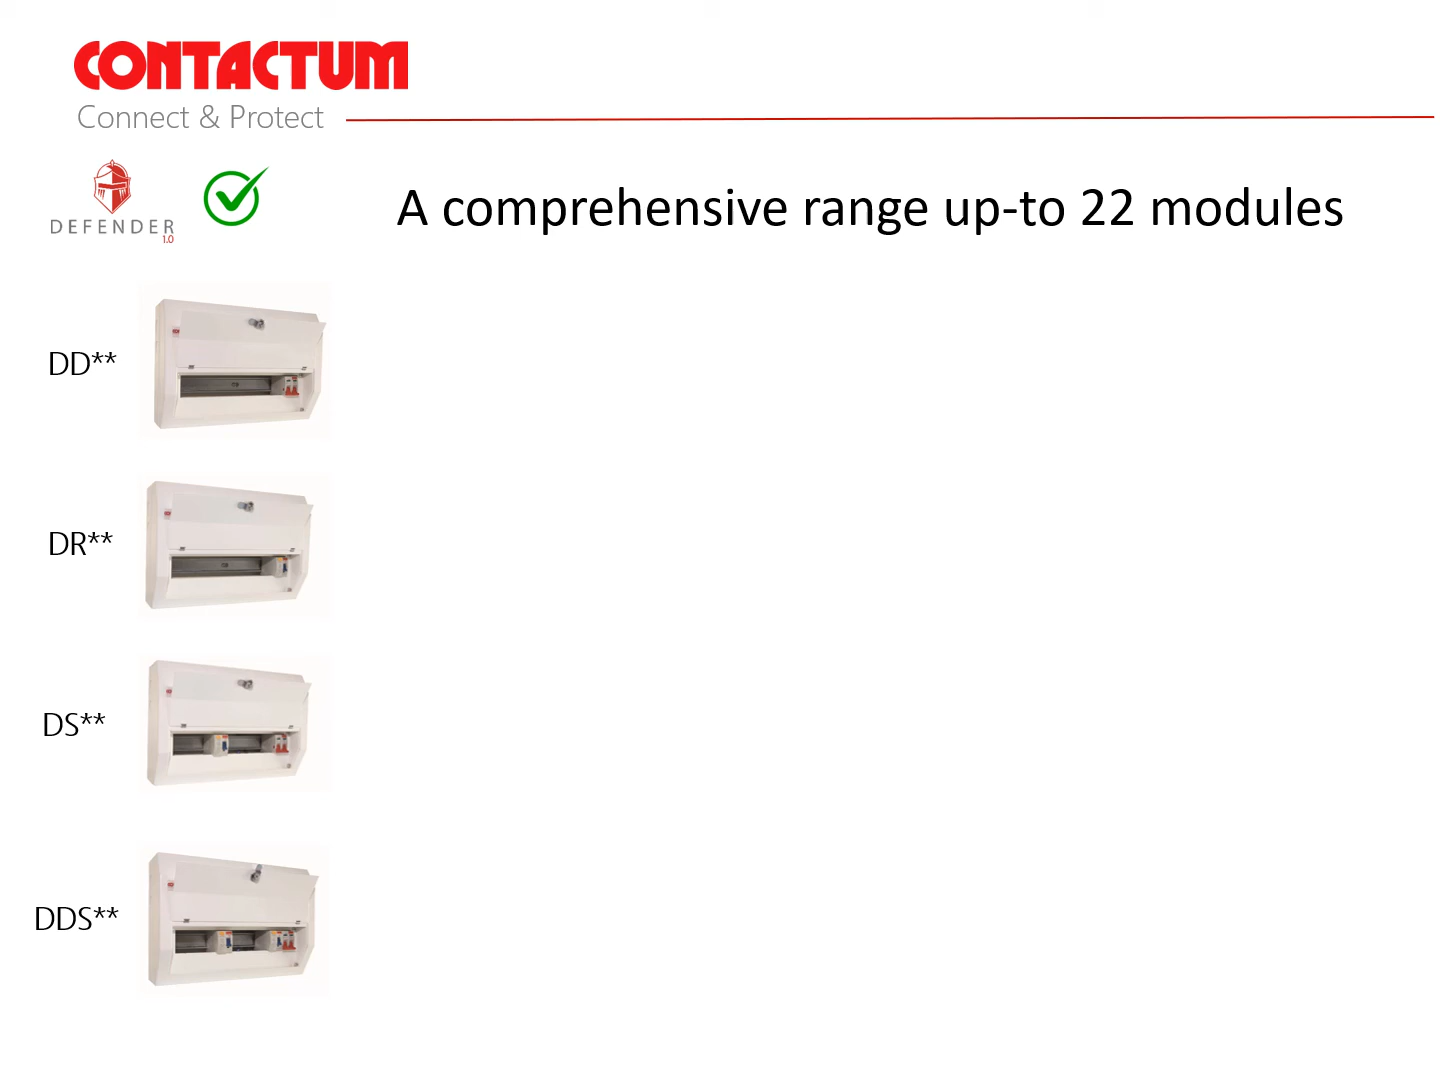 CONTACTUM
Connect & Protect
DEFENDER
1.0
A comprehensive range up-to 22 modules
DD**
DR**
DS**
DDS**